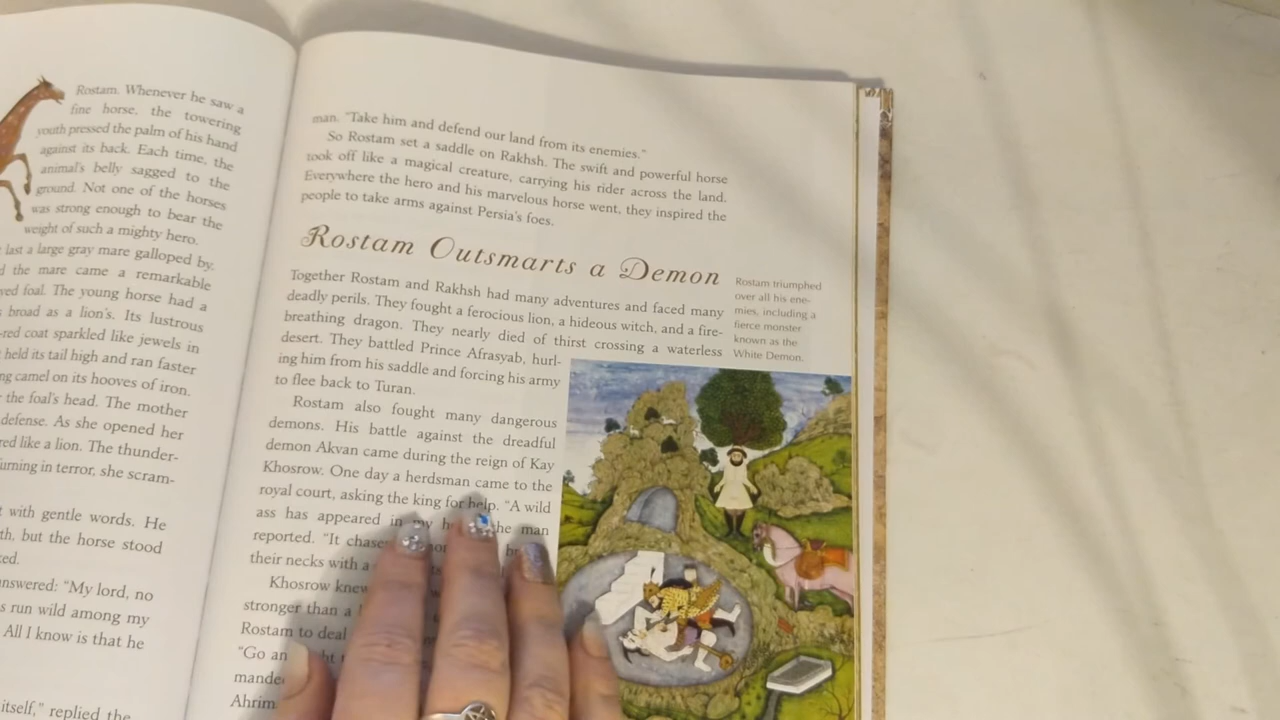 Rostam. Whenever he saw a
fine horse, the towering
youth pressed the palm of his hand
against its back. Each time, the
animal's belly sagged to the
ground. Not one of the horses
was strong enough to bear the
weight of such a mighty hero.
last a large gray mare galloped by.
the mare came a remarkable
foal. The young horse had a
broad as a lion's. Its lustrous
-red coat sparkled like jewels in
held its tail high and ran faster
camel on its hooves of iron.
the foal's head. The mother
defense. As she opened her
like a lion. The thunder-
in terror, she scram-
with gentle words. He
but the horse stood
"My lord, no
run wild among my
All I know is that he
itself," replied the
man. "Take him and defend our land from its enemies."
So Rostam set a saddle on Rakhsh. The swift and powerful horse
took off like a magical creature, carrying his rider across the land.
Everywhere the hero and his marvelous horse went, they inspired the
people to take arms against Persia's foes.
Rostam Outsmarts a Demon
Together Rostam and Rakhsh had many adventures and faced many
deadly perils. They fought a ferocious lion, a hideous witch, and a fire-
breathing dragon. They nearly died of thirst crossing a waterless
desert. They battled Prince Afrasyab, hurl-
ing him from his saddle and forcing his army
to flee back to Turan.
Rostam also fought many dangerous
demons. His battle against the dreadful
demon Akvan came during the reign of Kay
Khosrow. One day a herdsman came to the
royal court, asking the king for help. "A wild
ass has appeared in my the man
reported. "It
their necks with a
Khosrow knew
stronger than a
Rostam to deal
"Go
Ahrim
Rostam triumphed
over all his ene-
mies, including a
fierce monster
known as the
White Demon.